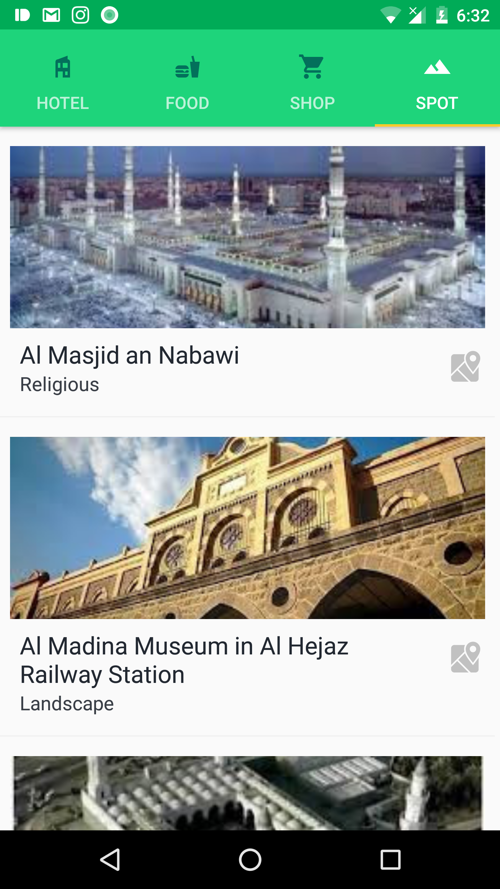 6:32
HOTEL
FOOD
SHOP
SPOT
Al Masjid an Nabawi
Religious
Al Madina Museum in Al Hejaz
Railway Station
Landscape